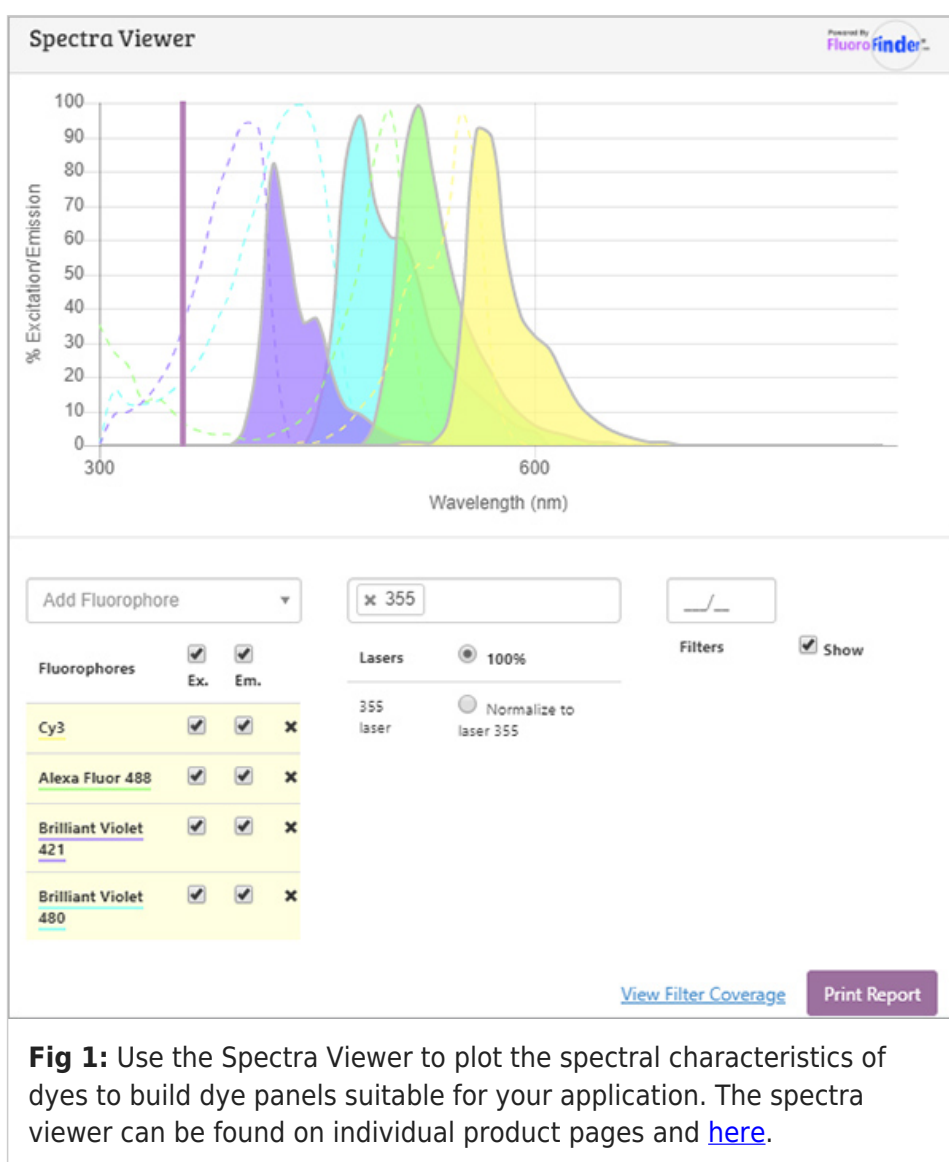 Spectra Viewer
Powered By
FluoroFinder
100
90
80
70
60
50
40
30
20
10
0
% Excitation/Emission
300
600
Wavelength (nm)
Add Fluorophore
× 355
__/__
Fluorophores
Ex.
Em.
Lasers
100%
Filters
Show
355
laser
Normalize to
laser 355
Cy3
Alexa Fluor 488
Brilliant Violet
421
Brilliant Violet
480
View Filter Coverage
Print Report
Fig 1: Use the Spectra Viewer to plot the spectral characteristics of
dyes to build dye panels suitable for your application. The spectra
viewer can be found on individual product pages and here.